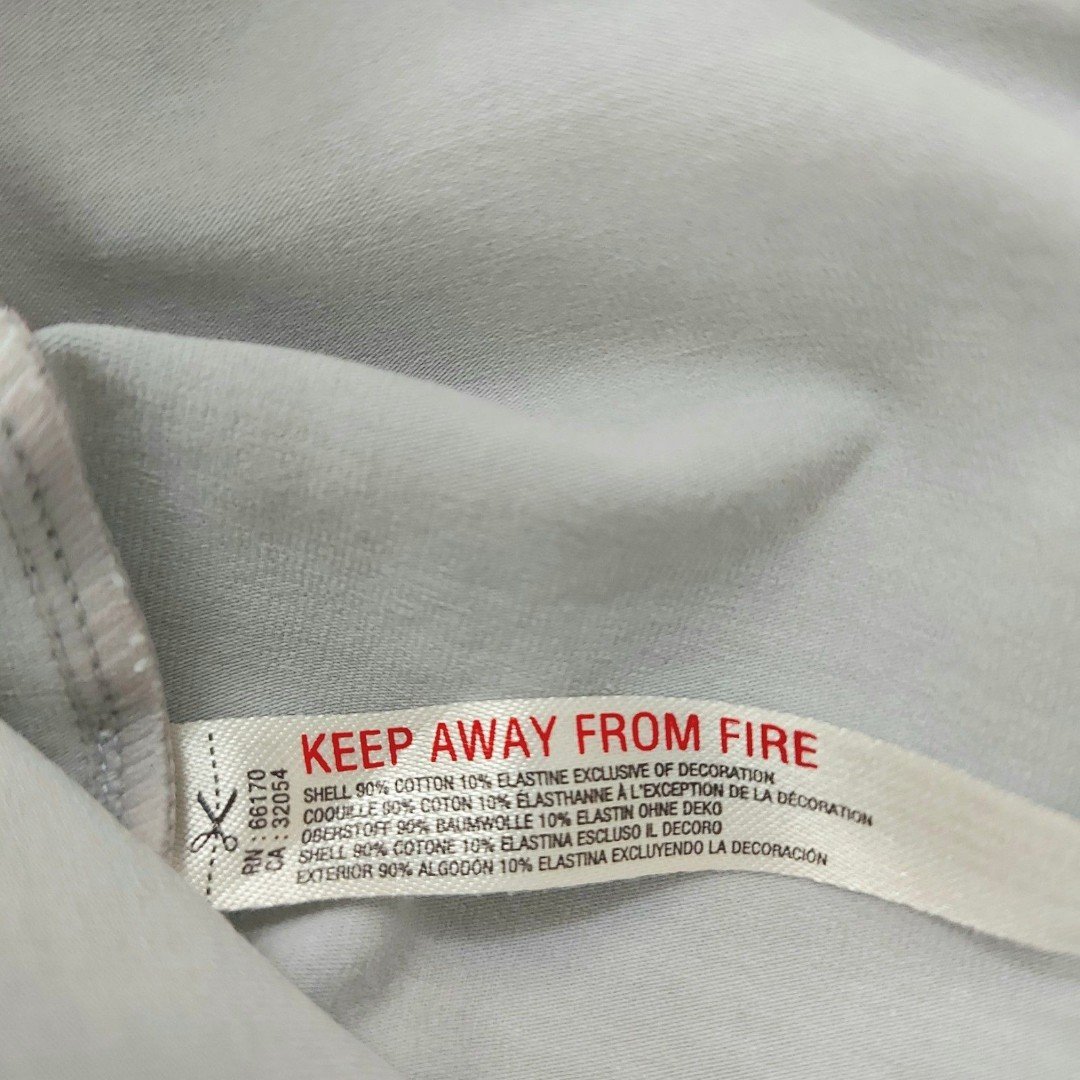 KEEP AWAY FROM FIRE
SHELL 90% COTTON 10% ELASTINE EXCLUSIVE OF DECORATION
COQUILLE 90% COTON 10% ÉLASTHANNE À L'EXCEPTION DE LA DÉCORATION
OBERSTOFF 90% BAUMWOLLE 10% ELASTIN OHNE DEKO
SHELL 90% COTONE 10% ELASTINA ESCLUSO IL DECORO
EXTERIOR 90% ALGODÓN 10% ELASTINA EXCLUYENDO LA DECORACIÓN
RN : 66170
CA : 32054